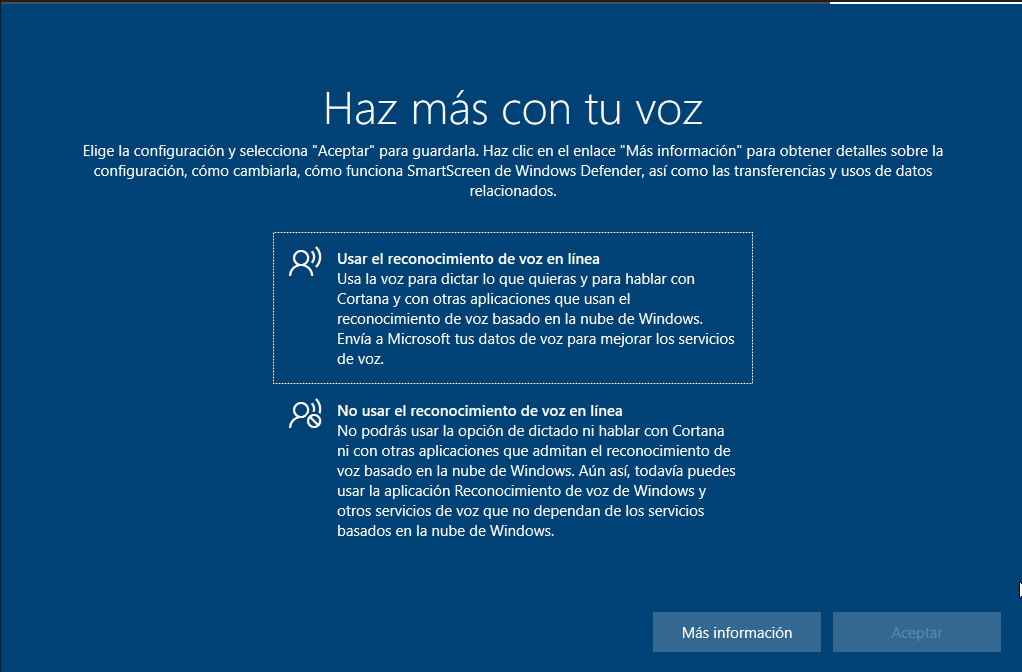 Haz más con tu voz
Elige la configuración y selecciona "Aceptar" para guardarla. Haz clic en el enlace "Más información" para obtener detalles sobre la
configuración, cómo cambiarla, cómo funciona SmartScreen de Windows Defender, así como las transferencias y usos de datos
relacionados.
Usar el reconocimiento de voz en línea
Usa la voz para dictar lo que quieras y para hablar con
Cortana y con otras aplicaciones que usan el
reconocimiento de voz basado en la nube de Windows.
Envía a Microsoft tus datos de voz para mejorar los servicios
de voz.
No usar el reconocimiento de voz en línea
No podrás usar la opción de dictado ni hablar con Cortana
ni con otras aplicaciones que admitan el reconocimiento de
voz basado en la nube de Windows. Aún así, todavía puedes
usar la aplicación Reconocimiento de voz de Windows y
otros servicios de voz que no dependan de los servicios
basados en la nube de Windows.
Más información
Aceptar